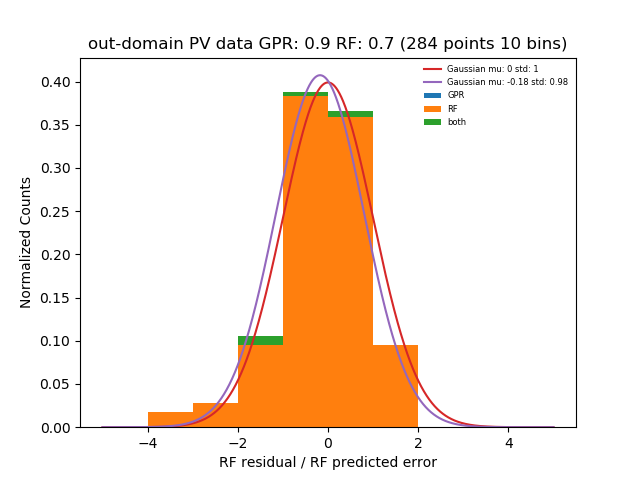 out-domain PV data GPR: 0.9 RF: 0.7 (284 points 10 bins)
Gaussian mu: 0 std: 1
Gaussian mu: -0.18 std: 0.98
GPR
RF
both
0.40
0.35
0.30
0.25
0.20
0.15
0.10
0.05
0.00
Normalized Counts
−4 −2 0 2 4
RF residual / RF predicted error